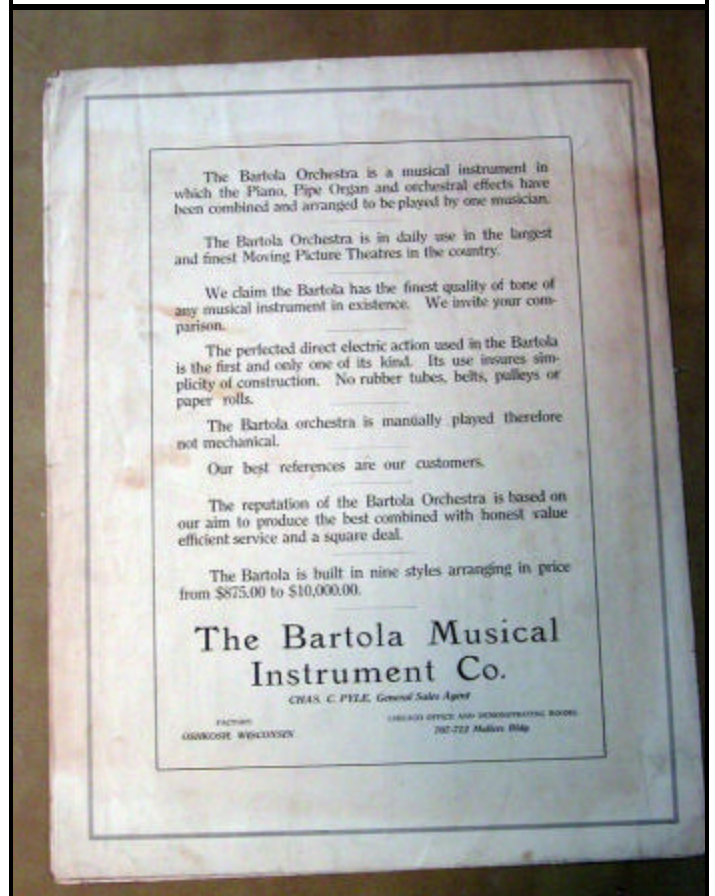 The Bartola Orchestra is a musical instrument in
which the Piano, Pipe Organ and orchestral effects have
been combined and arranged to be played by one musician.
The Bartola Orchestra is in daily use in the largest
and finest Moving Picture Theatres in the country.
We claim the Bartola has the finest quality of tone of
any musical instrument in existence. We invite your com-
parison.
The perfected direct electric action used in the Bartola
is the first and only one of its kind. Its use insures sim-
plicity of construction. No rubber tubes, belts, pulleys or
paper rolls.
The Bartola orchestra is manually played therefore
not mechanical.
Our best references are our customers.
The reputation of the Bartola Orchestra is based on
our aim to produce the best combined with honest value
efficient service and a square deal.
The Bartola is built in nine styles arranging in price
from $875.00 to $10,000.00.
The Bartola Musical
Instrument Co.
CHAS. C. PYLE, General Sales Agent
FACTORY
OSHKOSH, WISCONSIN
CHICAGO OFFICE AND DEMONSTRATING ROOMS
Mallers Bldg